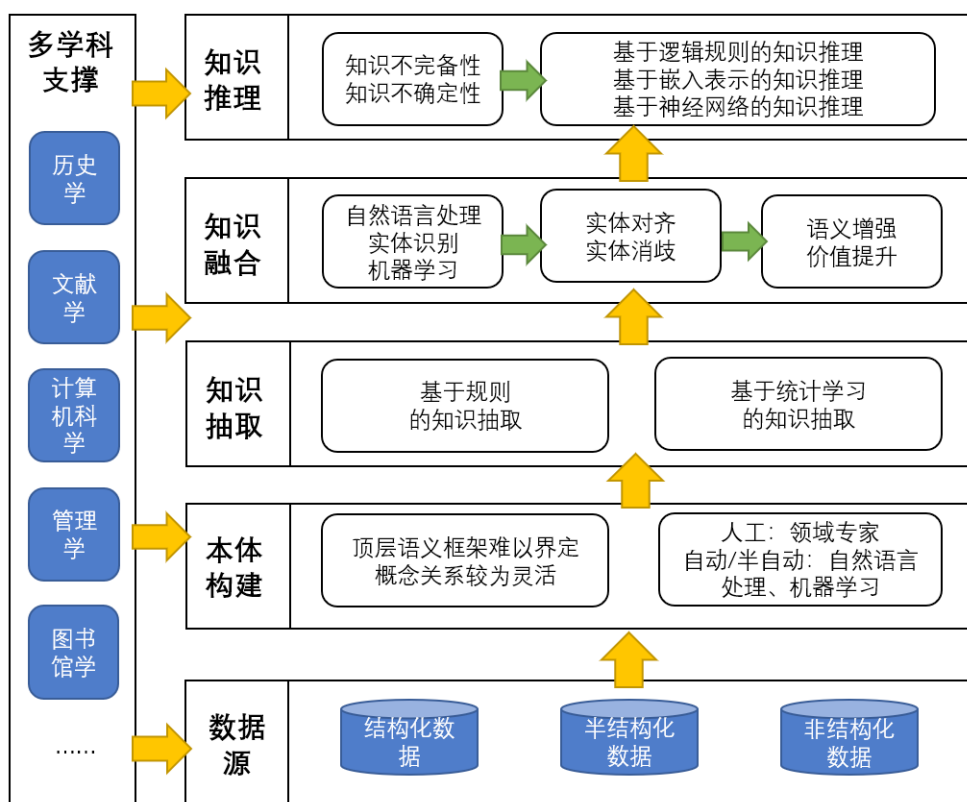 多学科
支撑
历史
学
文献
学
计算
机科
学
管理
学
图书
馆学
……
知识
推理
知识不完备性
知识不确定性
基于逻辑规则的知识推理
基于嵌入表示的知识推理
基于神经网络的知识推理
知识
融合
自然语言处理
实体识别
机器学习
实体对齐
实体消歧
语义增强
价值提升
知识
抽取
基于规则
的知识抽取
基于统计学习
的知识抽取
本体
构建
顶层语义框架难以界定
概念关系较为灵活
人工：领域专家
自动/半自动：自然语言
处理、机器学习
数据
源
结构化数
据
半结构化
数据
非结构化
数据